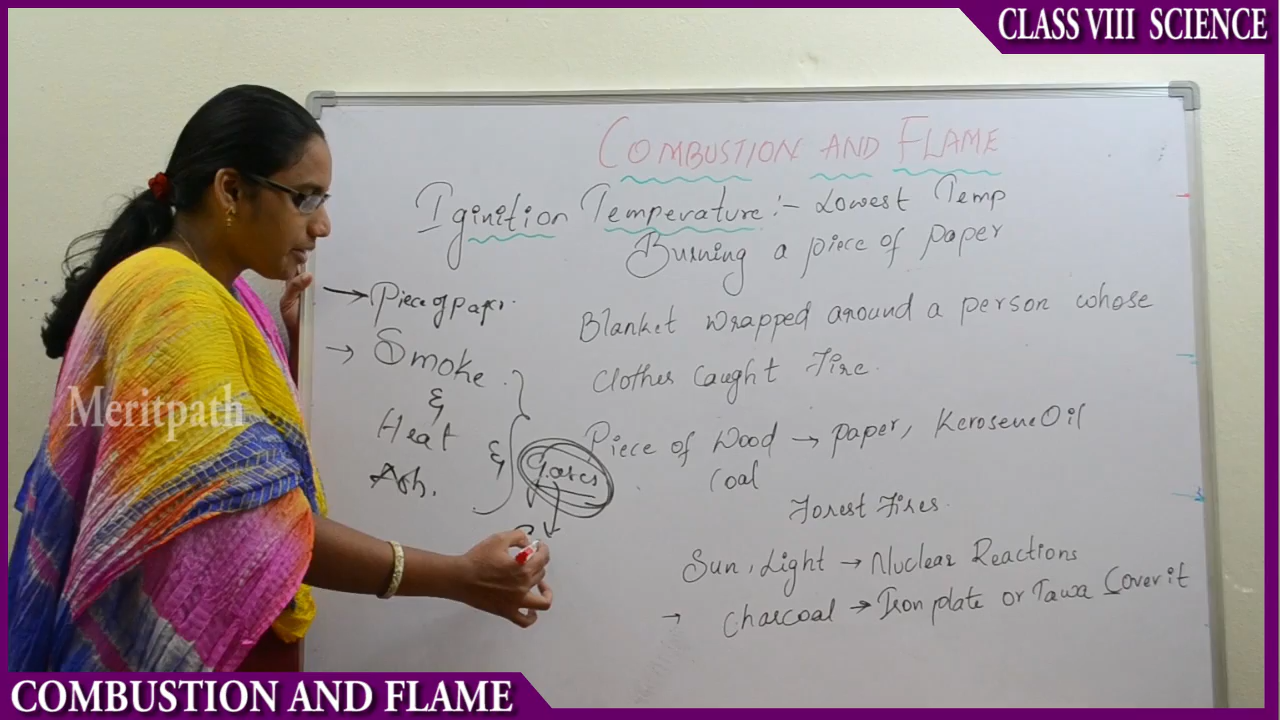 CLASS VIII SCIENCE
COMBUSTION AND FLAME
Iginition Temperature :- Lowest Temp
Burning a piece of paper
→ Piece of paper.
→ Smoke
&
Heat
Ash.
& Gases
Blanket wrapped around a person whose
clothes caught Fire.
Piece of Wood → paper, Kerosene Oil
Coal
Forest Fires.
Sun, Light → Nuclear Reactions
→ Charcoal → Iron plate or Tawa Cover it
Meritpath
COMBUSTION AND FLAME